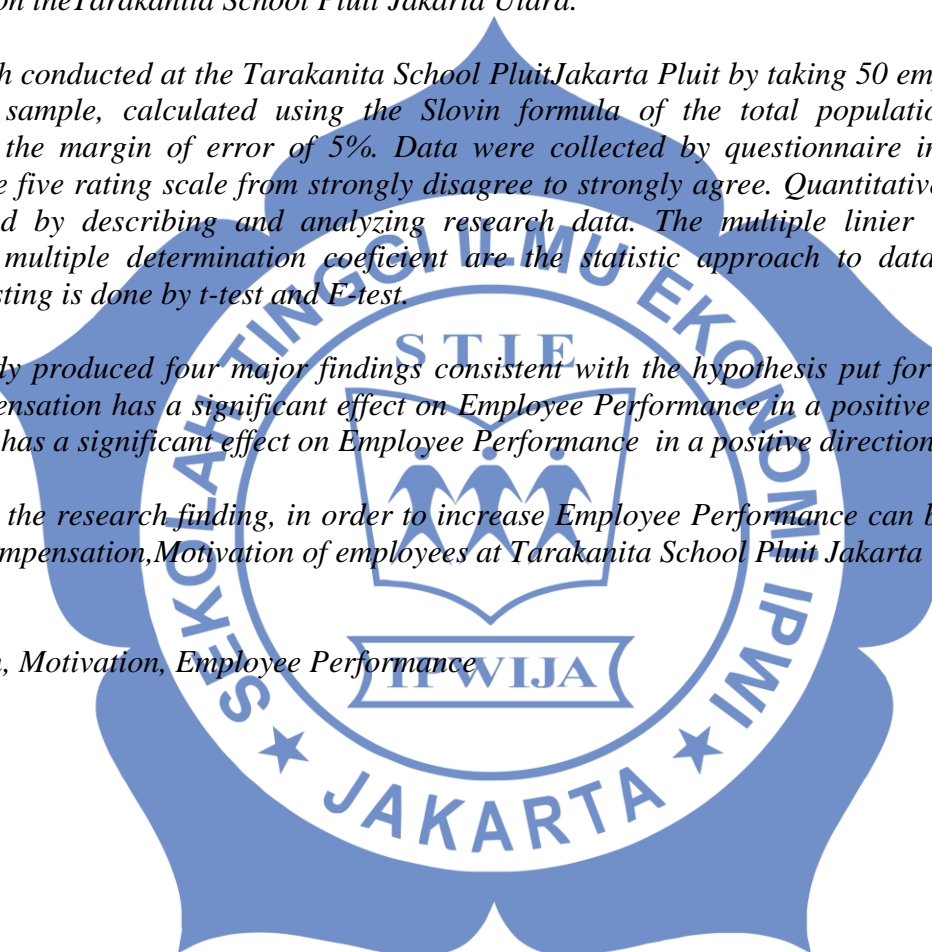 on theTarakanita School Pluit Jakarta Utara.
h conducted at the Tarakanita School PluitJakarta Pluit by taking 50 em
sample, calculated using the Slovin formula of the total populatio
the margin of error of 5%. Data were collected by questionnaire in
e five rating scale from strongly disagree to strongly agree. Quantitative
d by describing and analyzing research data. The multiple linier
multiple determination coeficient are the statistic approach to data
sting is done by t-test and F-test.
dy produced four major findings consistent with the hypothesis put for
pensation has a significant effect on Employee Performance in a positive
has a significant effect on Employee Performance in a positive direction
the research finding, in order to increase Employee Performance can b
ompensation,Motivation of employees at Tarakanita School Pluit Jakarta
n, Motivation, Employee Performance
SEKOLAH TINGGI ILMU EKONOMI IPWI
STIE
IPWIJA
★ JAKARTA ★